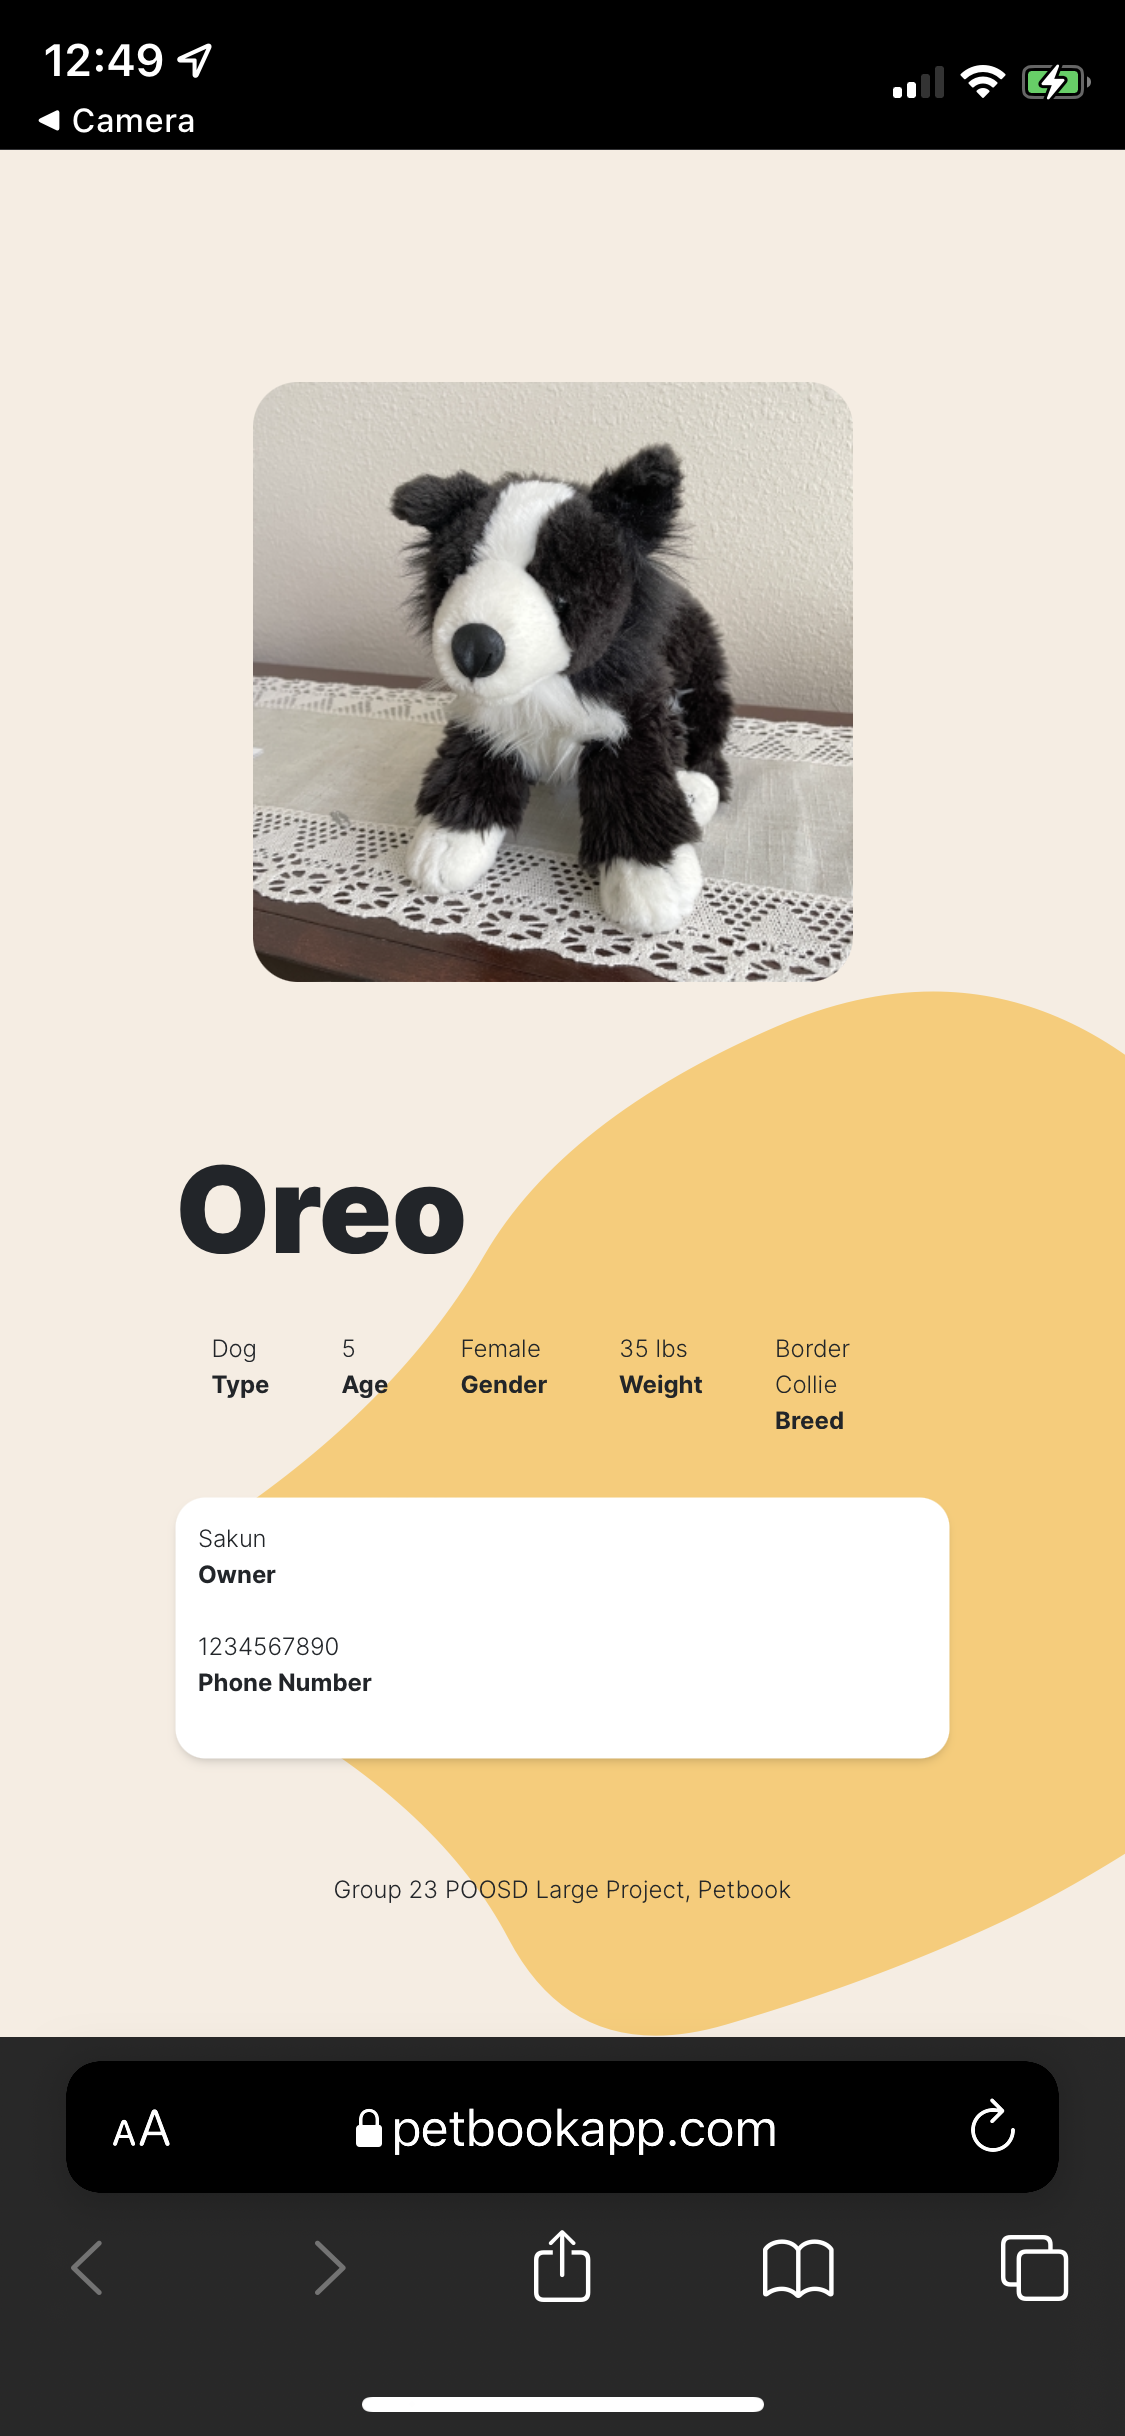 12:49
Camera
Oreo
Dog
Type
5
Age
Female
Gender
35 lbs
Weight
Border
Collie
Breed
Sakun
Owner
1234567890
Phone Number
Group 23 POOSD Large Project, Petbook
AA
petbookapp.com